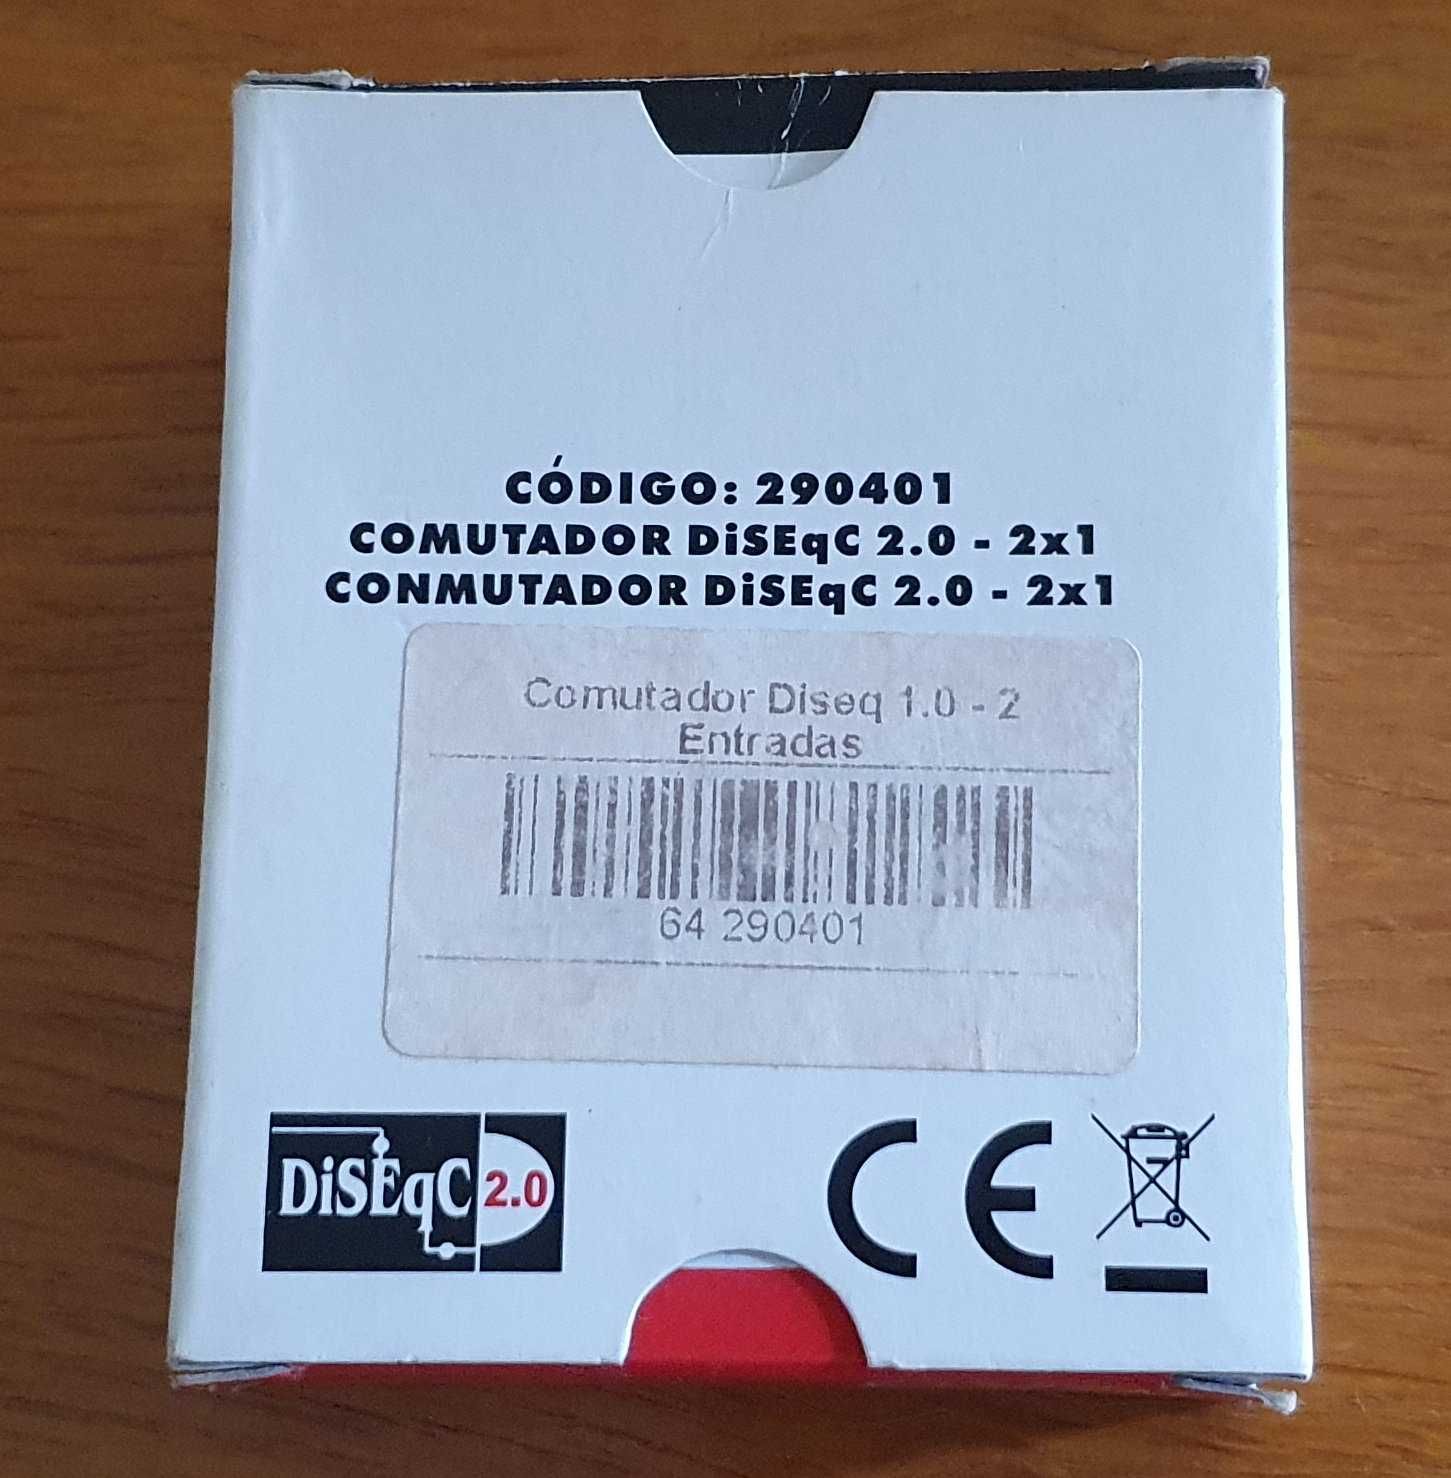 CÓDIGO: 290401
COMUTADOR DiSEqC 2.0 - 2x1
CONMUTADOR DiSEqC 2.0 - 2x1
Comutador Diseq 1.0 - 2
Entradas
64 290401
DiSEqC 2.0
CE